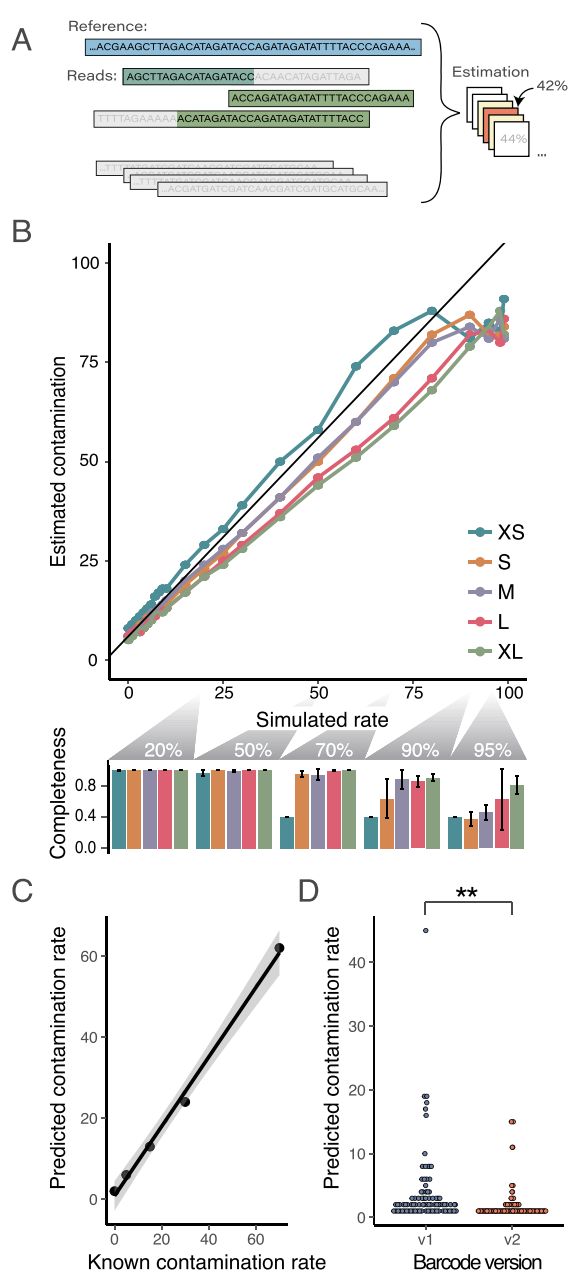 A
Reference:
...ACGAAGCTTAGACATAGATACCAGATAGATATTTTACCCAGAAA...
Reads: AGCTTAGACATAGATACCACAACATAGATTAGA
ACCAGATAGATATTTTACCCAGAAA
TTTTAGAAAAAACATAGATACCAGATAGATATTTTACC
...ACGATGATCGATCAACGATCGATGCATGCAA...
Estimation
42%
44%
...
B
Estimated contamination
100
75
50
25
0
XS
S
M
L
XL
0 25 50 75 100
Simulated rate
20% 50% 70% 90% 95%
Completeness
0.8
0.4
0.0
C
Predicted contamination rate
60
40
20
0
0 20 40 60
Known contamination rate
D
**
Predicted contamination rate
40
30
20
10
0
v1 v2
Barcode version